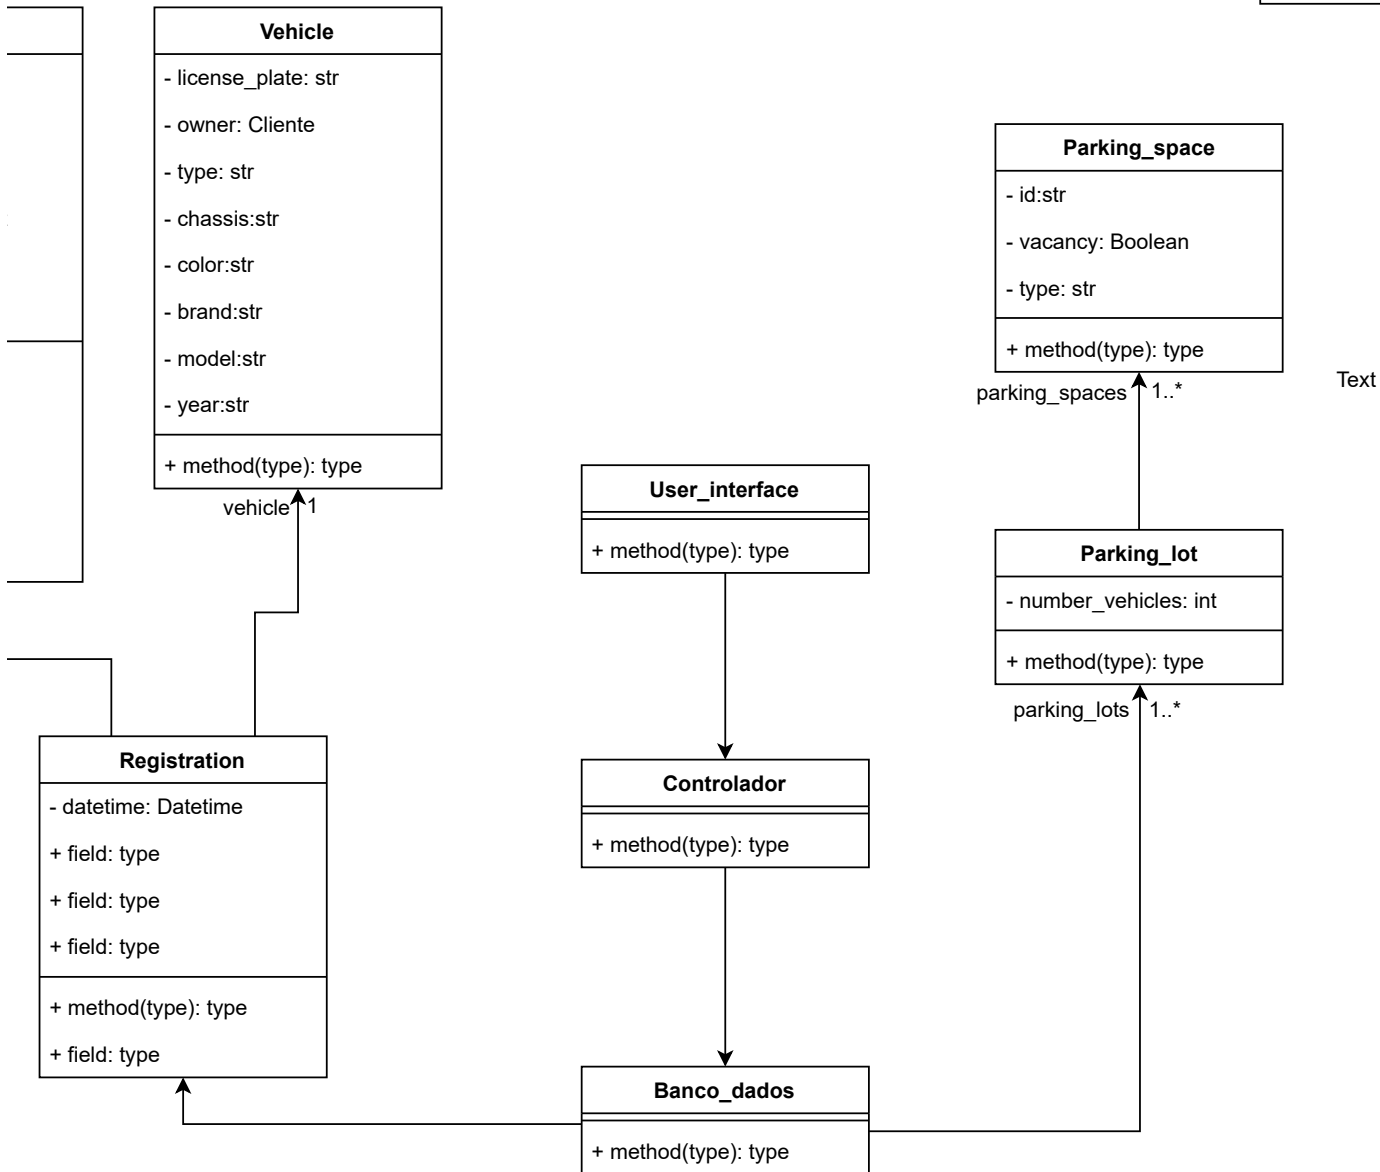 Vehicle
- license_plate: str
- owner: Cliente
- type: str
- chassis:str
- color:str
- brand:str
- model:str
- year:str
+ method(type): type
vehicle 1
Parking_space
- id:str
- vacancy: Boolean
- type: str
+ method(type): type
parking_spaces 1..*
Text
User_interface
+ method(type): type
Parking_lot
- number_vehicles: int
+ method(type): type
parking_lots 1..*
Registration
- datetime: Datetime
+ field: type
+ field: type
+ field: type
+ method(type): type
+ field: type
Controlador
+ method(type): type
Banco_dados
+ method(type): type